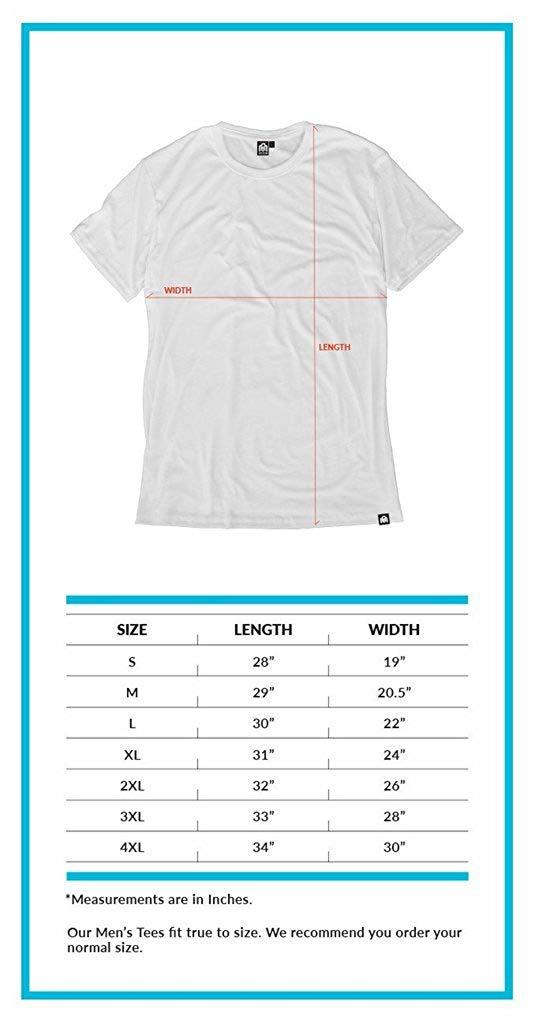 WIDTH
LENGTH
SIZE LENGTH WIDTH
S 28” 19”
M 29” 20.5”
L 30” 22”
XL 31” 24”
2XL 32” 26”
3XL 33” 28”
4XL 34” 30”
*Measurements are in Inches.
Our Men’s Tees fit true to size. We recommend you order your
normal size.